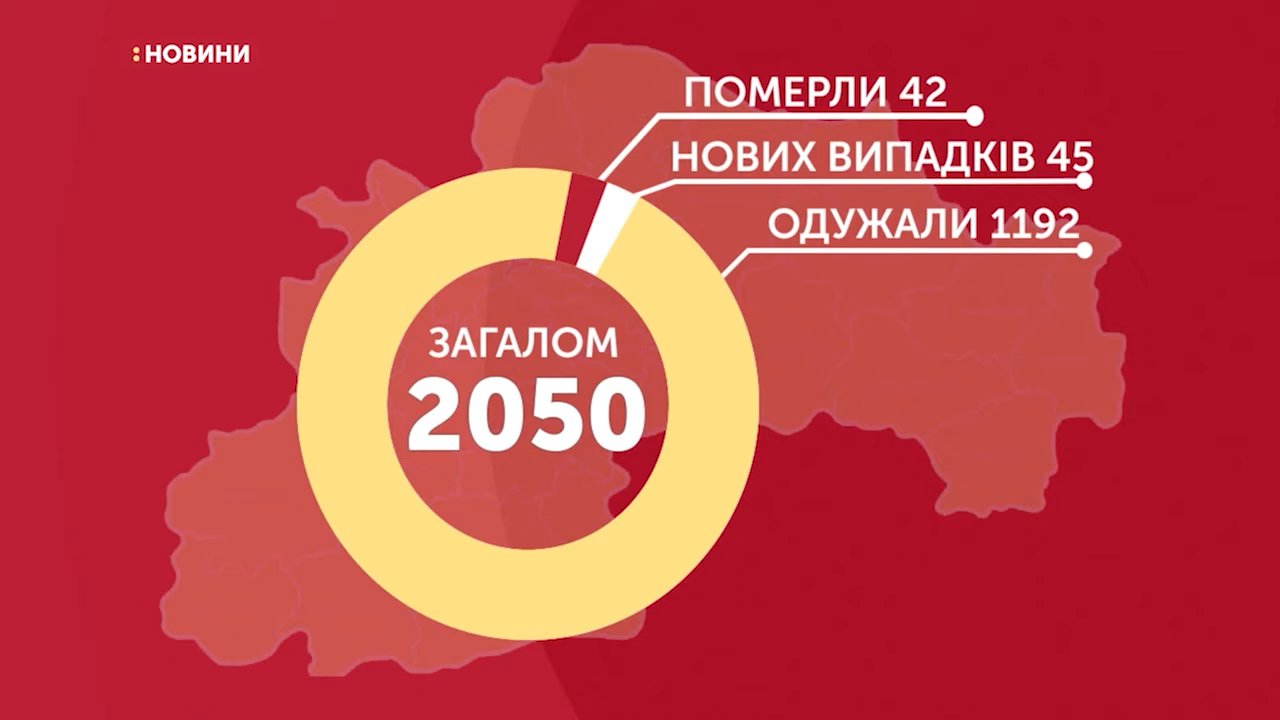 :НОВИНИ
ПОМЕРЛИ 42
НОВИХ ВИПАДКІВ 45
ОДУЖАЛИ 1192
ЗАГАЛОМ
2050